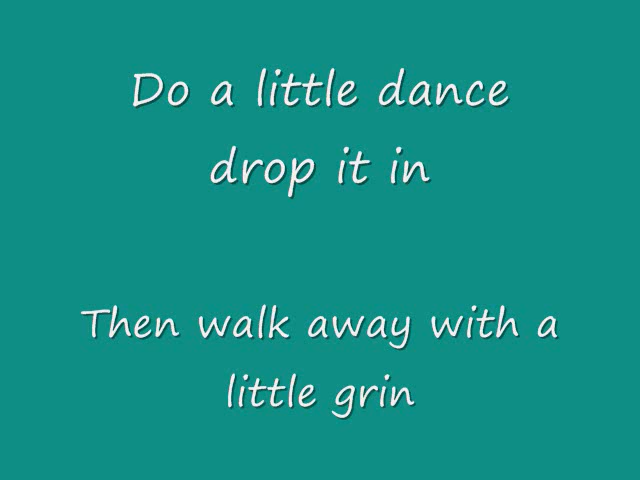 Do a little dance
drop it in
Then walk away with a
little grin